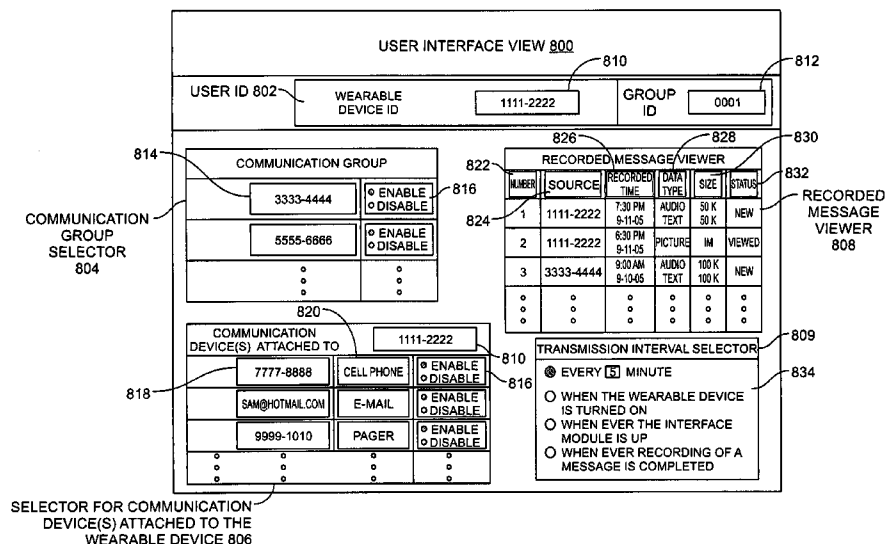 USER INTERFACE VIEW 800
810
812
USER ID 802
WEARABLE
DEVICE ID
1111-2222
GROUP
ID
0001
826
828
830
832
814
COMMUNICATION GROUP
3333-4444
ENABLE
DISABLE
816
5555-6666
ENABLE
DISABLE
COMMUNICATION
GROUP
SELECTOR
804
822
824
RECORDED MESSAGE VIEWER
NUMBER SOURCE RECORDED TIME DATA TYPE SIZE STATUS
1 1111-2222 7:30 PM 9-11-05 AUDIO TEXT 50 K 50 K NEW
2 1111-2222 6:30 PM 9-11-05 PICTURE IM VIEWED
3 3333-4444 9:00 AM 9-10-05 AUDIO TEXT 100 K 100 K NEW
RECORDED
MESSAGE
VIEWER
808
820
COMMUNICATION
DEVICE(S) ATTACHED TO
1111-2222
810
818
7777-8888 CELL PHONE
ENABLE
DISABLE
816
SAM@HOTMAIL.COM E-MAIL
ENABLE
DISABLE
9999-1010 PAGER
ENABLE
DISABLE
SELECTOR FOR COMMUNICATION
DEVICE(S) ATTACHED TO THE
WEARABLE DEVICE 806
809
TRANSMISSION INTERVAL SELECTOR
834
EVERY 5 MINUTE
WHEN THE WEARABLE DEVICE
IS TURNED ON
WHEN EVER THE INTERFACE
MODULE IS UP
WHEN EVER RECORDING OF A
MESSAGE IS COMPLETED